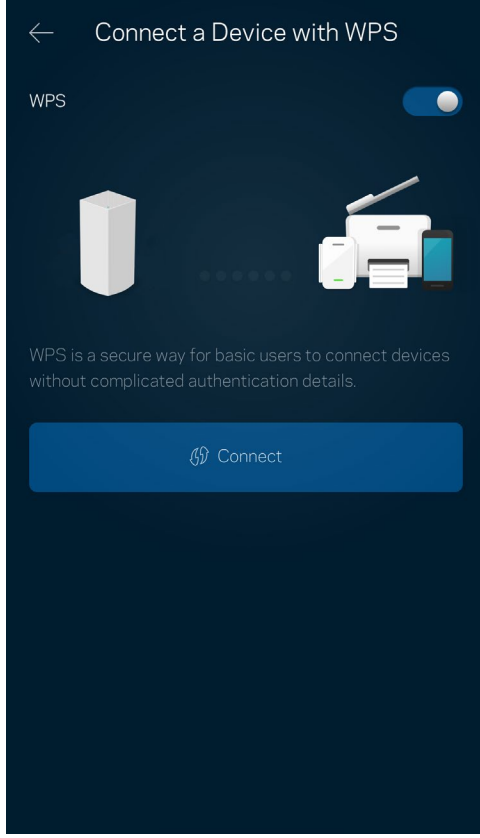 Connect a Device with WPS
WPS
WPS is a secure way for basic users to connect devices
without complicated authentication details.
Connect